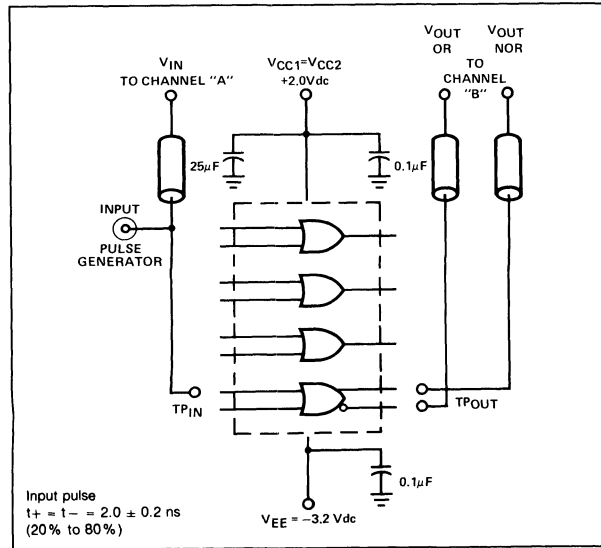 VIN
TO CHANNEL "A"
VCC1=VCC2
+2.0Vdc
VOUT
OR
VOUT
NOR
TO
CHANNEL
"B"
25μF
0.1μF
INPUT
PULSE
GENERATOR
TPIN
TPOUT
0.1μF
VEE = -3.2 Vdc
Input pulse
t+ = t- = 2.0 ± 0.2 ns
(20% to 80%)